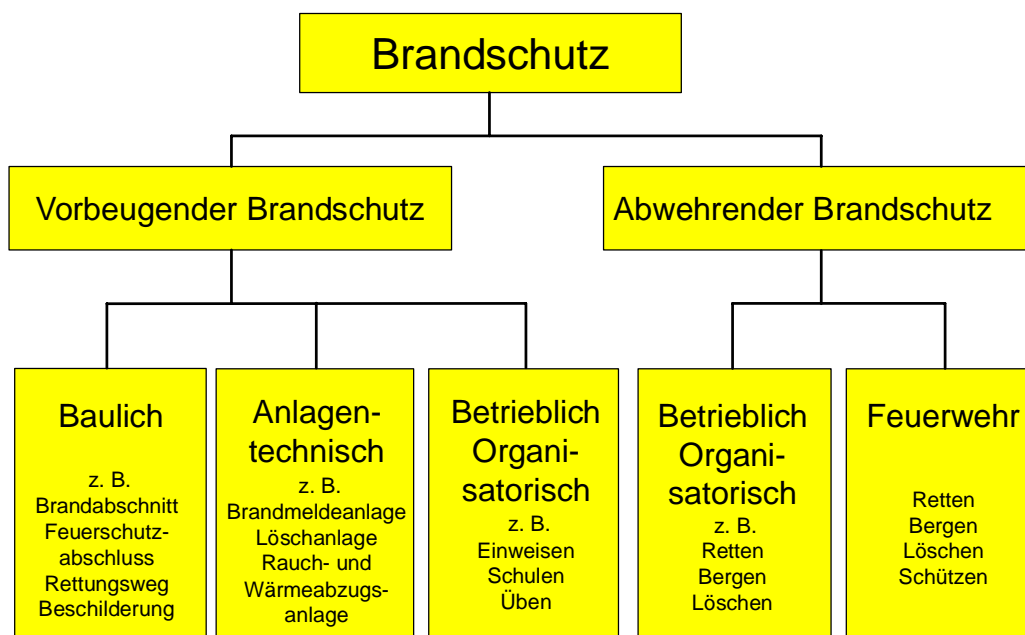 Brandschutz
Vorbeugender Brandschutz
Abwehrender Brandschutz
Baulich
z. B.
Brandabschnitt
Feuerschutz-
abschluss
Rettungsweg
Beschilderung
Anlagen-
technisch
z. B.
Brandmeldeanlage
Löschanlage
Rauch- und
Wärmeabzugs-
anlage
Betrieblich
Organi-
satorisch
z. B.
Einweisen
Schulen
Üben
Betrieblich
Organi-
satorisch
z. B.
Retten
Bergen
Löschen
Feuerwehr
Retten
Bergen
Löschen
Schützen